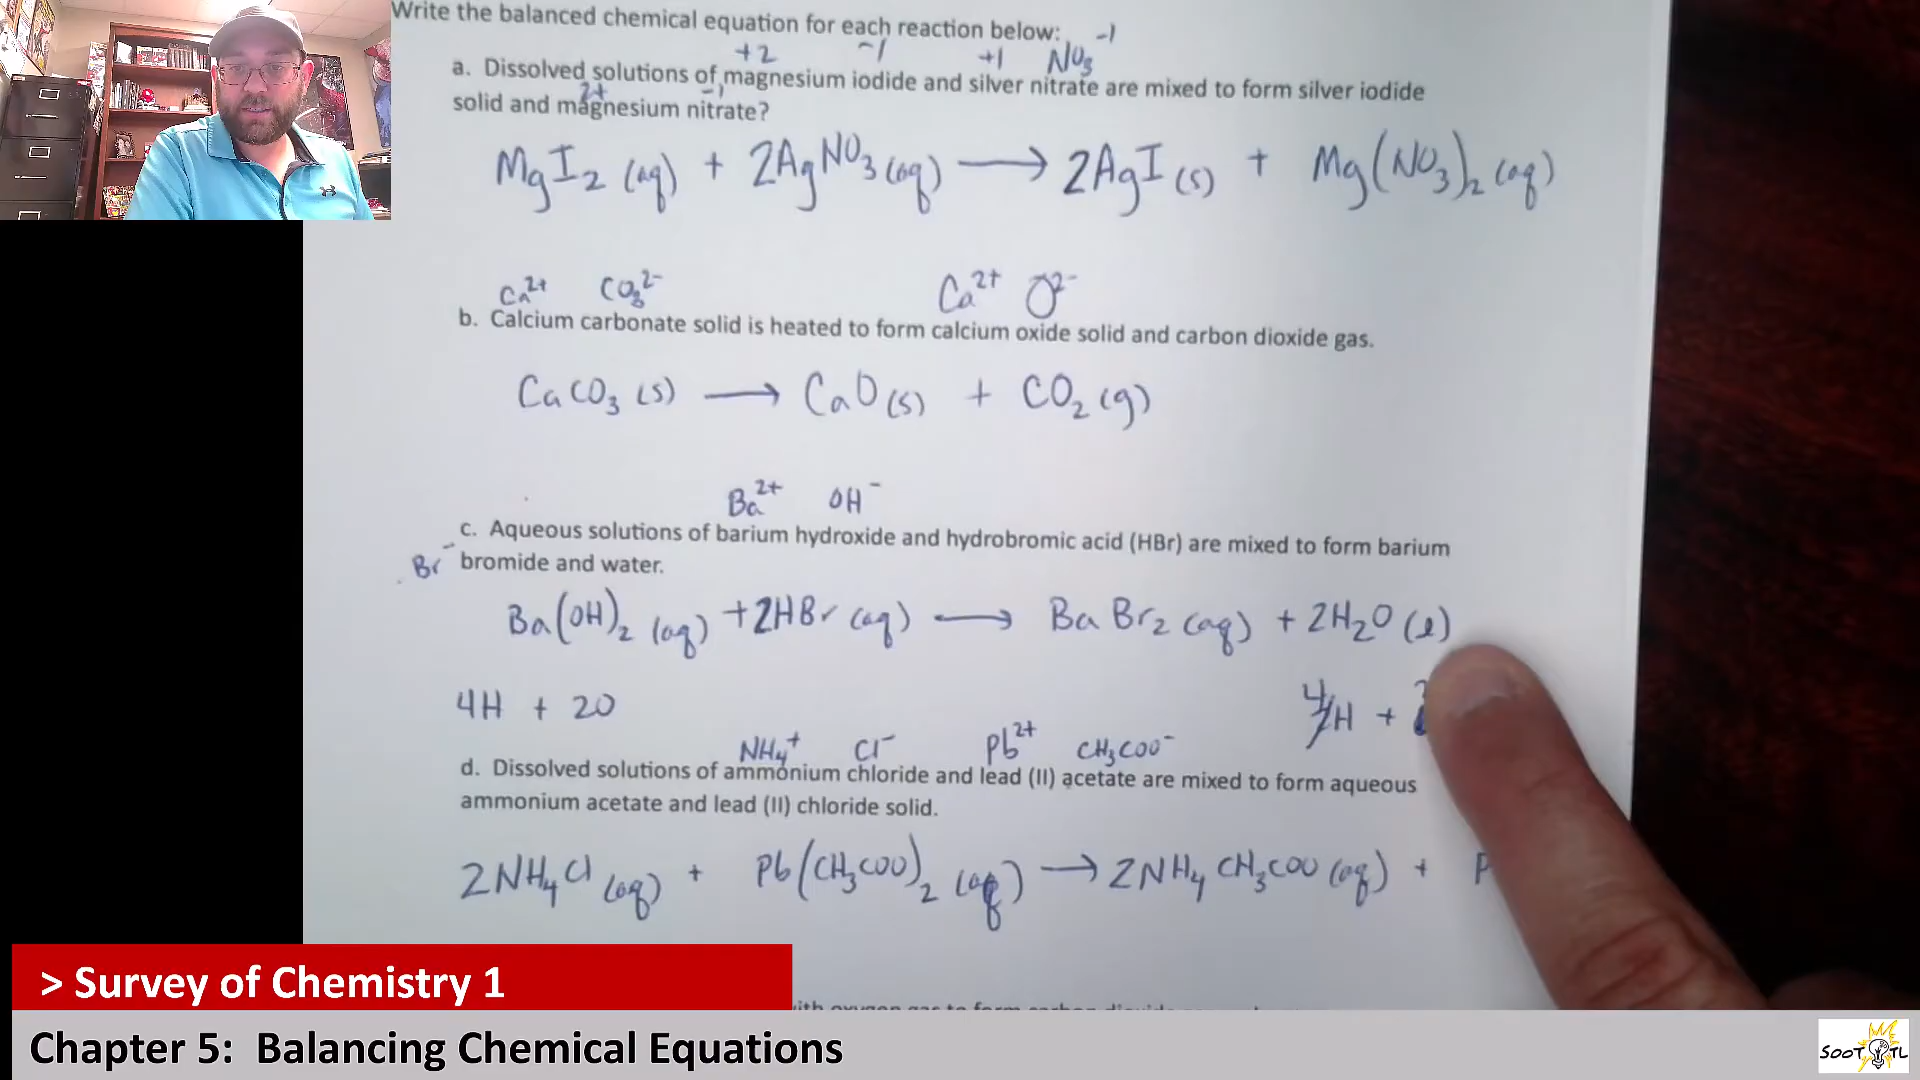 Write the balanced chemical equation for each reaction below:
+2 -1 +1 NO₃ -1
a. Dissolved solutions of magnesium iodide and silver nitrate are mixed to form silver iodide
2+ -1
solid and magnesium nitrate?
MgI₂ (aq) + 2AgNO₃ (aq) → 2AgI (s) + Mg(NO₃)₂ (aq)
Ca²⁺ CO₃²⁻ Ca²⁺ O²⁻
b. Calcium carbonate solid is heated to form calcium oxide solid and carbon dioxide gas.
CaCO₃ (s) → CaO (s) + CO₂ (g)
Ba²⁺ OH⁻
c. Aqueous solutions of barium hydroxide and hydrobromic acid (HBr) are mixed to form barium
Br⁻ bromide and water.
Ba(OH)₂ (aq) + 2HBr (aq) → BaBr₂ (aq) + 2H₂O (l)
4H + 2O 4H +
NH₄⁺ Cl⁻ Pb²⁺ CH₃COO⁻
d. Dissolved solutions of ammonium chloride and lead (II) acetate are mixed to form aqueous
ammonium acetate and lead (II) chloride solid.
2NH₄Cl (aq) + Pb(CH₃COO)₂ (aq) → 2NH₄CH₃COO (aq) + P
> Survey of Chemistry 1
Chapter 5: Balancing Chemical Equations
SOOTTL